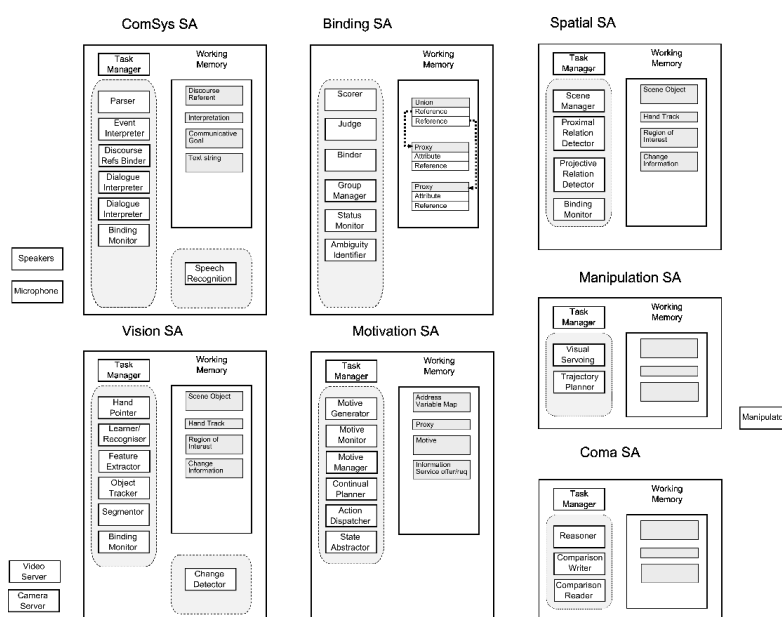 ComSys SA
Task
Manager
Working
Memory
Parser
Event
Interpreter
Discourse
Refs Binder
Dialogue
Interpreter
Dialogue
Interpreter
Binding
Monitor
Discourse
Referent
Interpretation
Communicative
Goal
Text string
Speech
Recognition
Speakers
Microphone
Binding SA
Working
Memory
Scorer
Judge
Binder
Group
Manager
Status
Monitor
Ambiguity
Identifier
Union
Reference
Reference
Proxy
Attribute
Reference
Proxy
Attribute
Reference
Spatial SA
Task
Manager
Working
Memory
Scene
Manager
Proximal
Relation
Detector
Projective
Relation
Detector
Binding
Monitor
Scene Object
Hand Track
Region of
Interest
Change
Information
Vision SA
Task
Manager
Working
Memory
Hand
Pointer
Learner/
Recogniser
Feature
Extractor
Object
Tracker
Segmentor
Binding
Monitor
Scene Object
Hand Track
Region of
Interest
Change
Information
Change
Detector
Video
Server
Camera
Server
Motivation SA
Task
Manager
Working
Memory
Motive
Generator
Motive
Monitor
Motive
Manager
Continual
Planner
Action
Dispatcher
State
Abstractor
Address
Variable Map
Proxy
Motive
Information
Service offer/req
Manipulation SA
Task
Manager
Working
Memory
Visual
Servoing
Trajectory
Planner
Manipulato
Coma SA
Task
Manager
Working
Memory
Reasoner
Comparison
Writer
Comparison
Reader